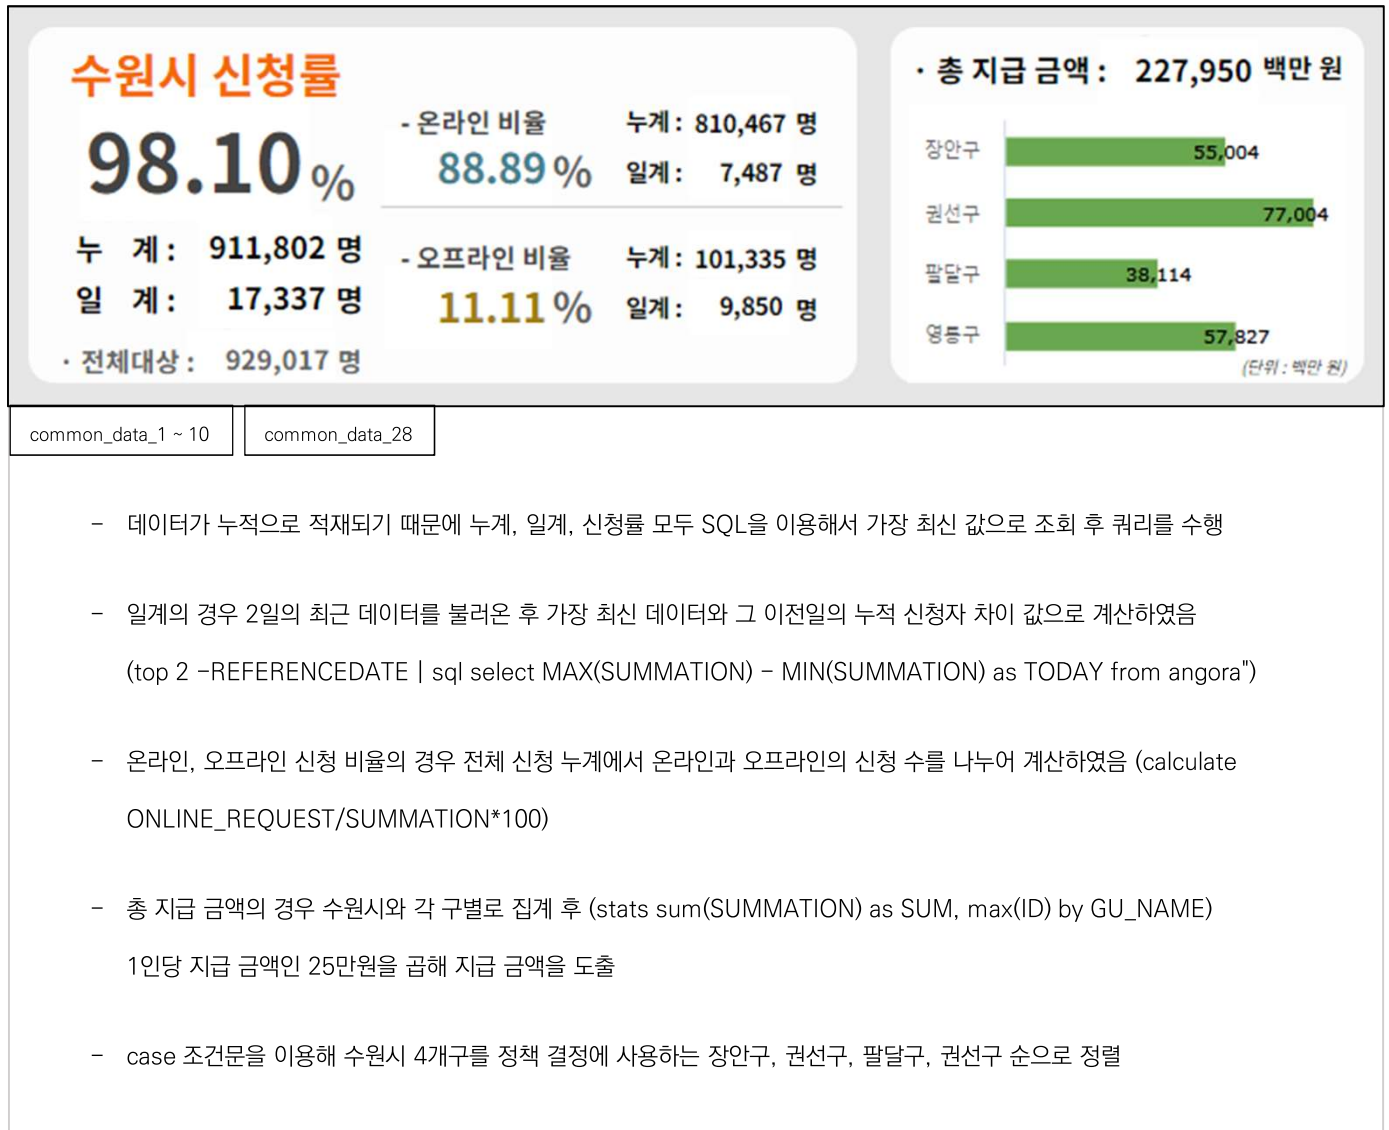 수원시 신청률
98.10 %
누 계 : 911,802 명
일 계 : 17,337 명
· 전체대상 : 929,017 명
- 온라인 비율
88.89 %
누계 : 810,467 명
일계 : 7,487 명
- 오프라인 비율
11.11 %
누계 : 101,335 명
일계 : 9,850 명
· 총 지급 금액 : 227,950 백만 원
장안구 55,004
권선구 77,004
팔달구 38,114
영통구 57,827
(단위 : 백만 원)
common_data_1 ~ 10
common_data_28
- 데이터가 누적으로 적재되기 때문에 누계, 일계, 신청률 모두 SQL을 이용해서 가장 최신 값으로 조회 후 쿼리를 수행
- 일계의 경우 2일의 최근 데이터를 불러온 후 가장 최신 데이터와 그 이전일의 누적 신청자 차이 값으로 계산하였음
(top 2 -REFERENCEDATE | sql select MAX(SUMMATION) - MIN(SUMMATION) as TODAY from angora")
- 온라인, 오프라인 신청 비율의 경우 전체 신청 누계에서 온라인과 오프라인의 신청 수를 나누어 계산하였음 (calculate
ONLINE_REQUEST/SUMMATION*100)
- 총 지급 금액의 경우 수원시와 각 구별로 집계 후 (stats sum(SUMMATION) as SUM, max(ID) by GU_NAME)
1인당 지급 금액인 25만원을 곱해 지급 금액을 도출
- case 조건문을 이용해 수원시 4개구를 정책 결정에 사용하는 장안구, 권선구, 팔달구, 권선구 순으로 정렬